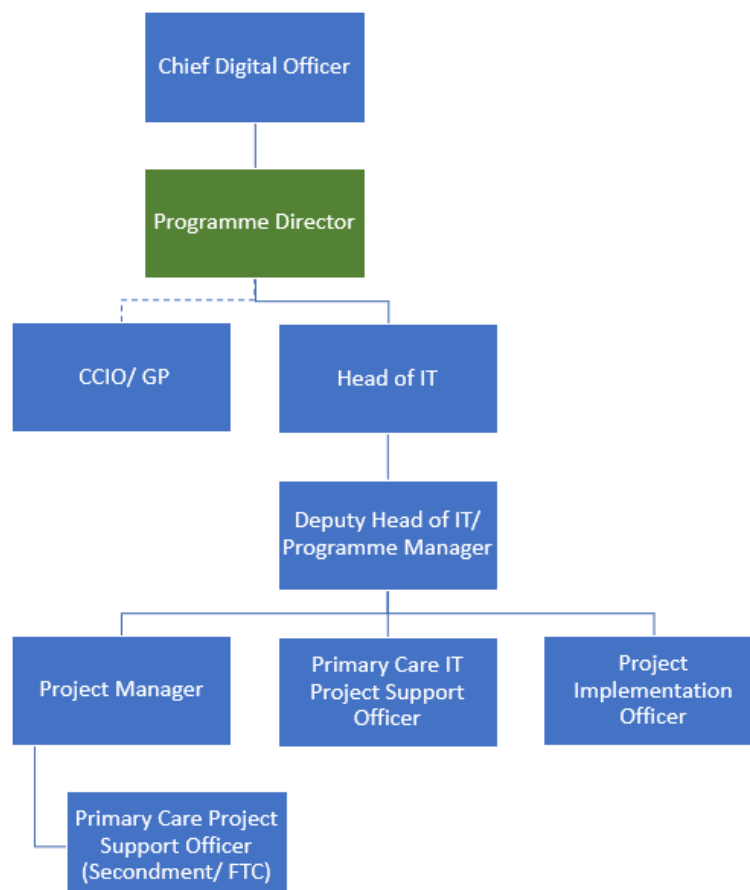 Chief Digital Officer
Programme Director
CCIO/ GP
Head of IT
Deputy Head of IT/
Programme Manager
Project Manager
Primary Care IT
Project Support
Officer
Project
Implementation
Officer
Primary Care Project
Support Officer
(Secondment/ FTC)